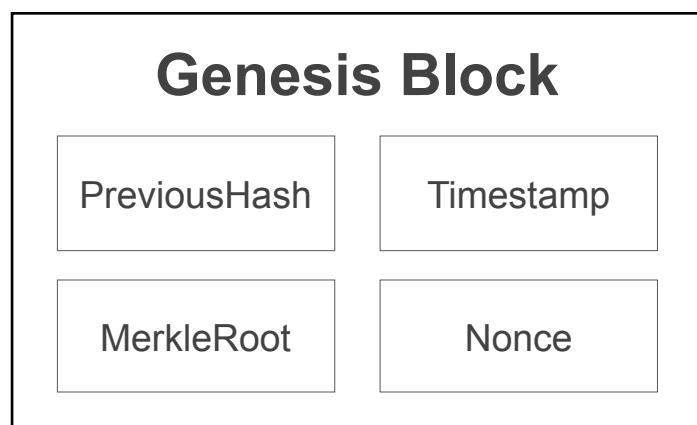 Genesis Block
PreviousHash
Timestamp
MerkleRoot
Nonce